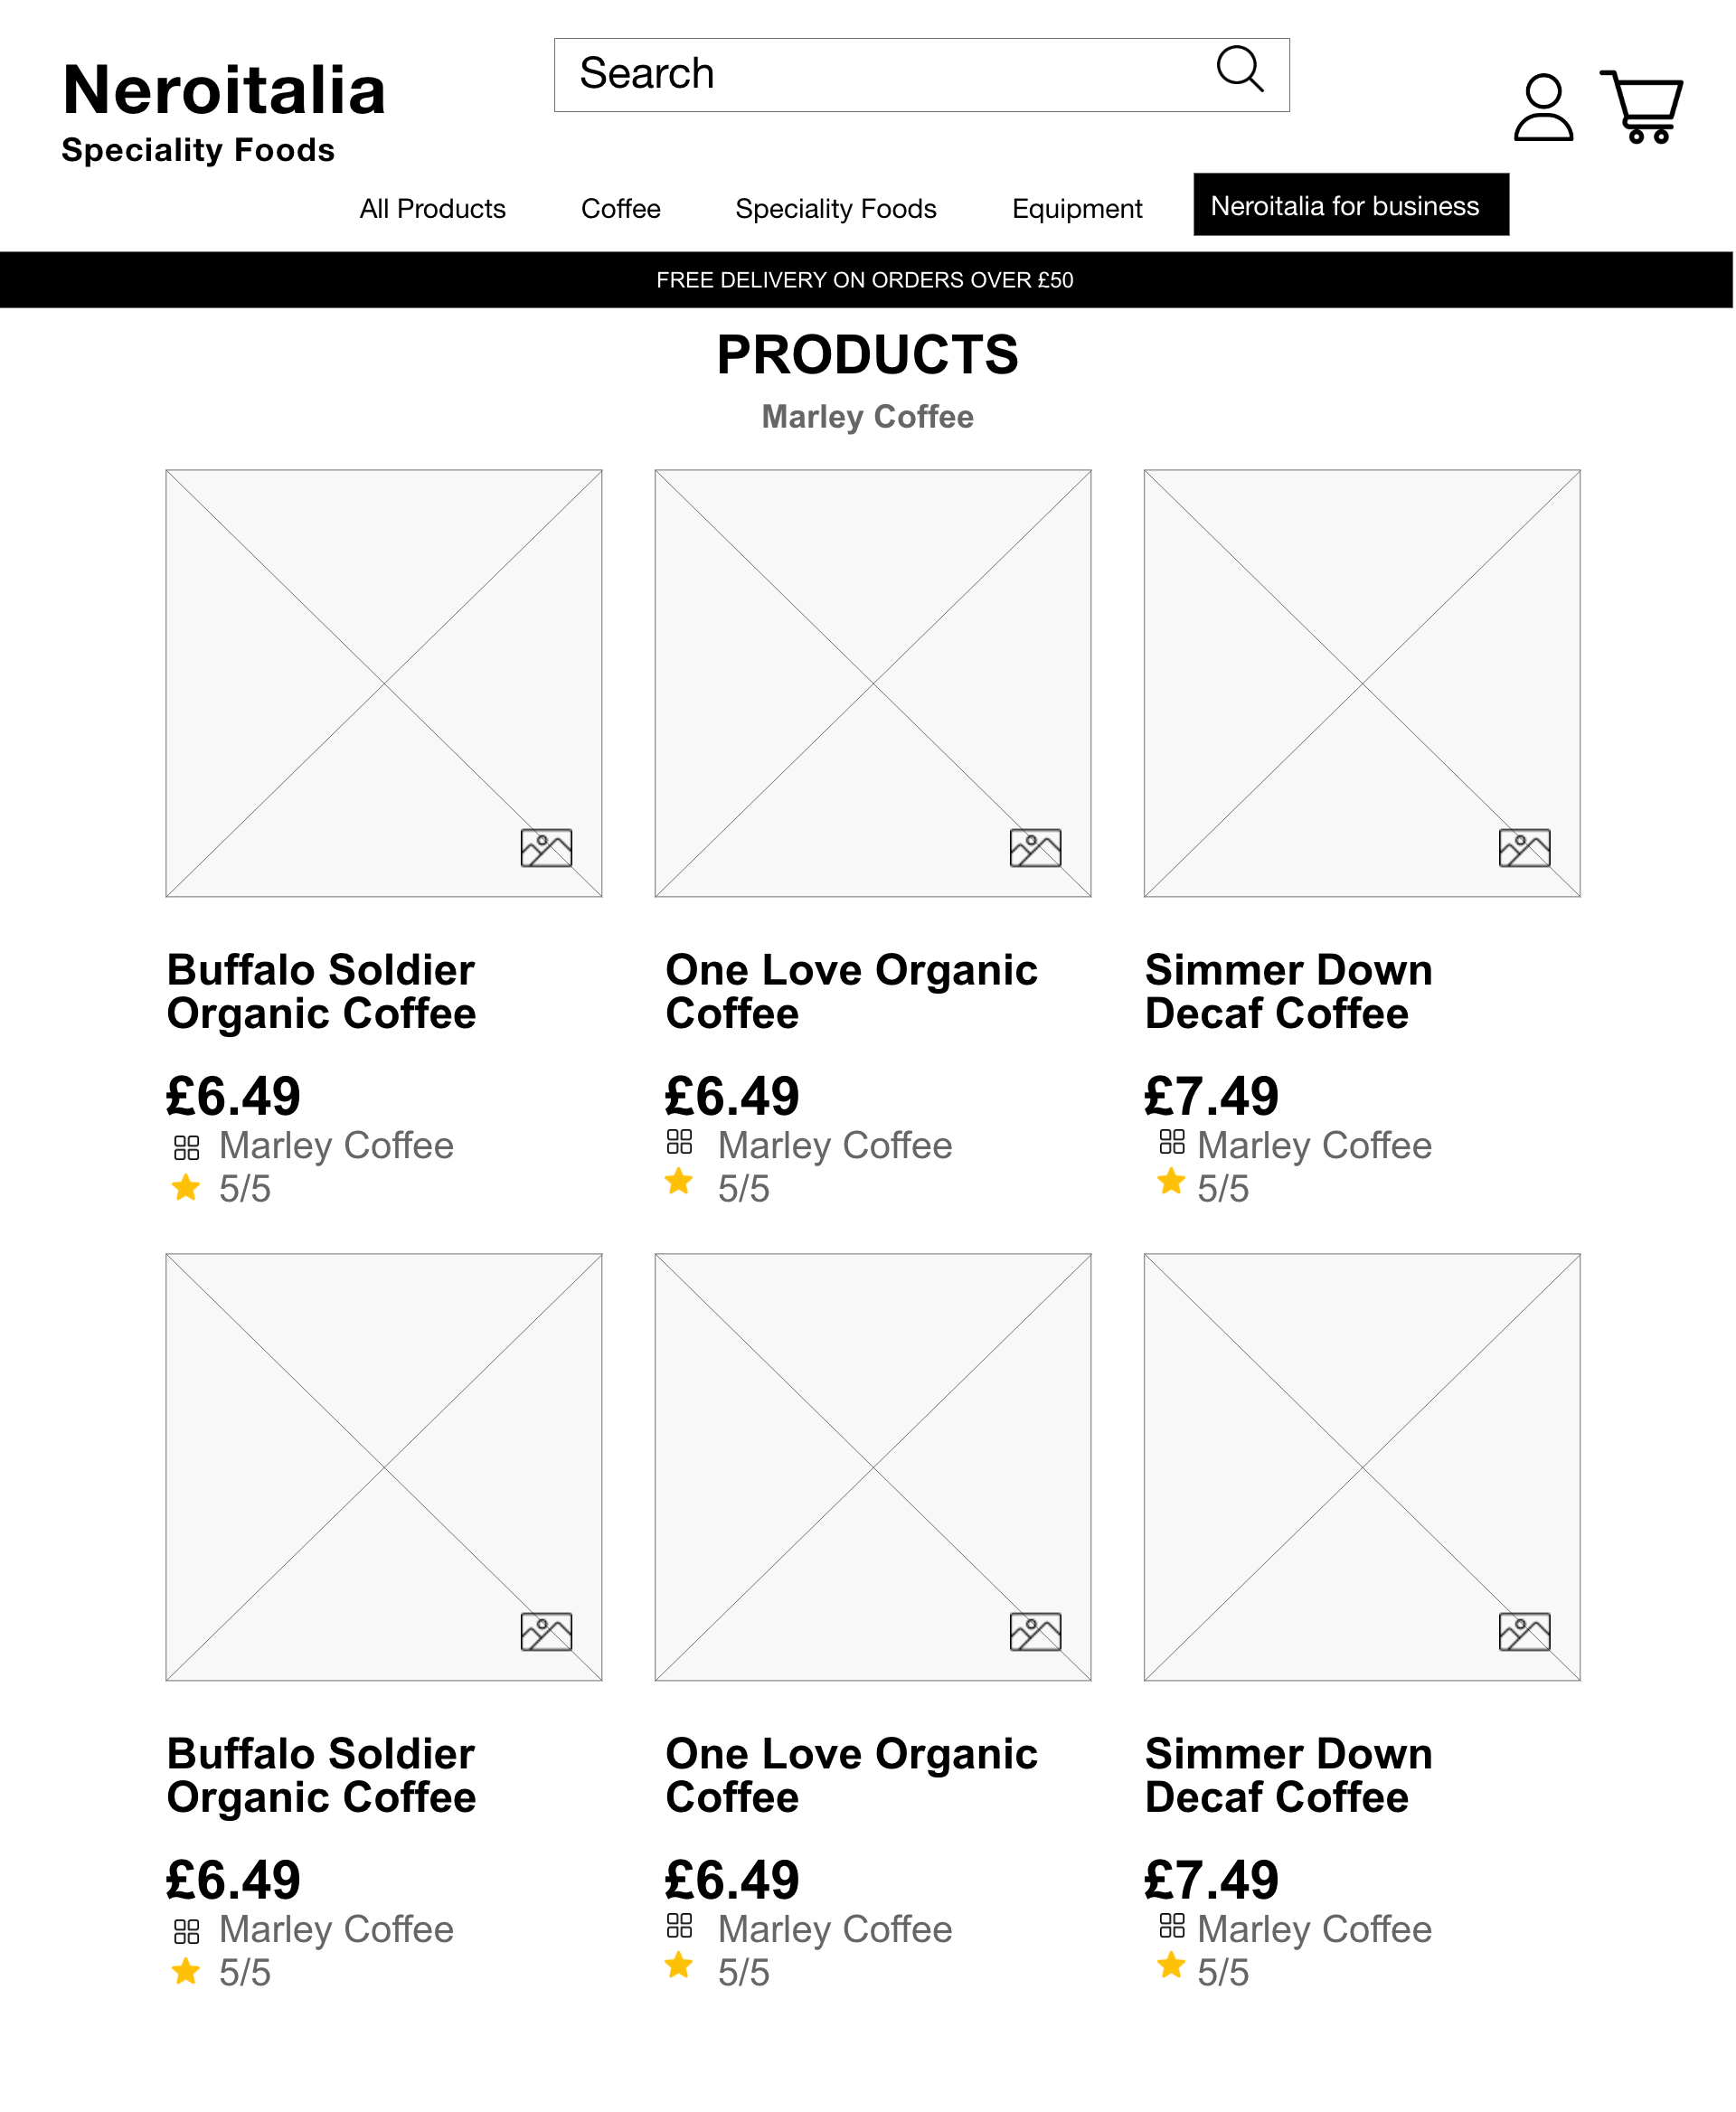 Neroitalia
Speciality Foods
Search
All Products
Coffee
Speciality Foods
Equipment
Neroitalia for business
FREE DELIVERY ON ORDERS OVER £50
PRODUCTS
Marley Coffee
Buffalo Soldier
Organic Coffee
£6.49
Marley Coffee
5/5
One Love Organic
Coffee
£6.49
Marley Coffee
5/5
Simmer Down
Decaf Coffee
£7.49
Marley Coffee
5/5
Buffalo Soldier
Organic Coffee
£6.49
Marley Coffee
5/5
One Love Organic
Coffee
£6.49
Marley Coffee
5/5
Simmer Down
Decaf Coffee
£7.49
Marley Coffee
5/5